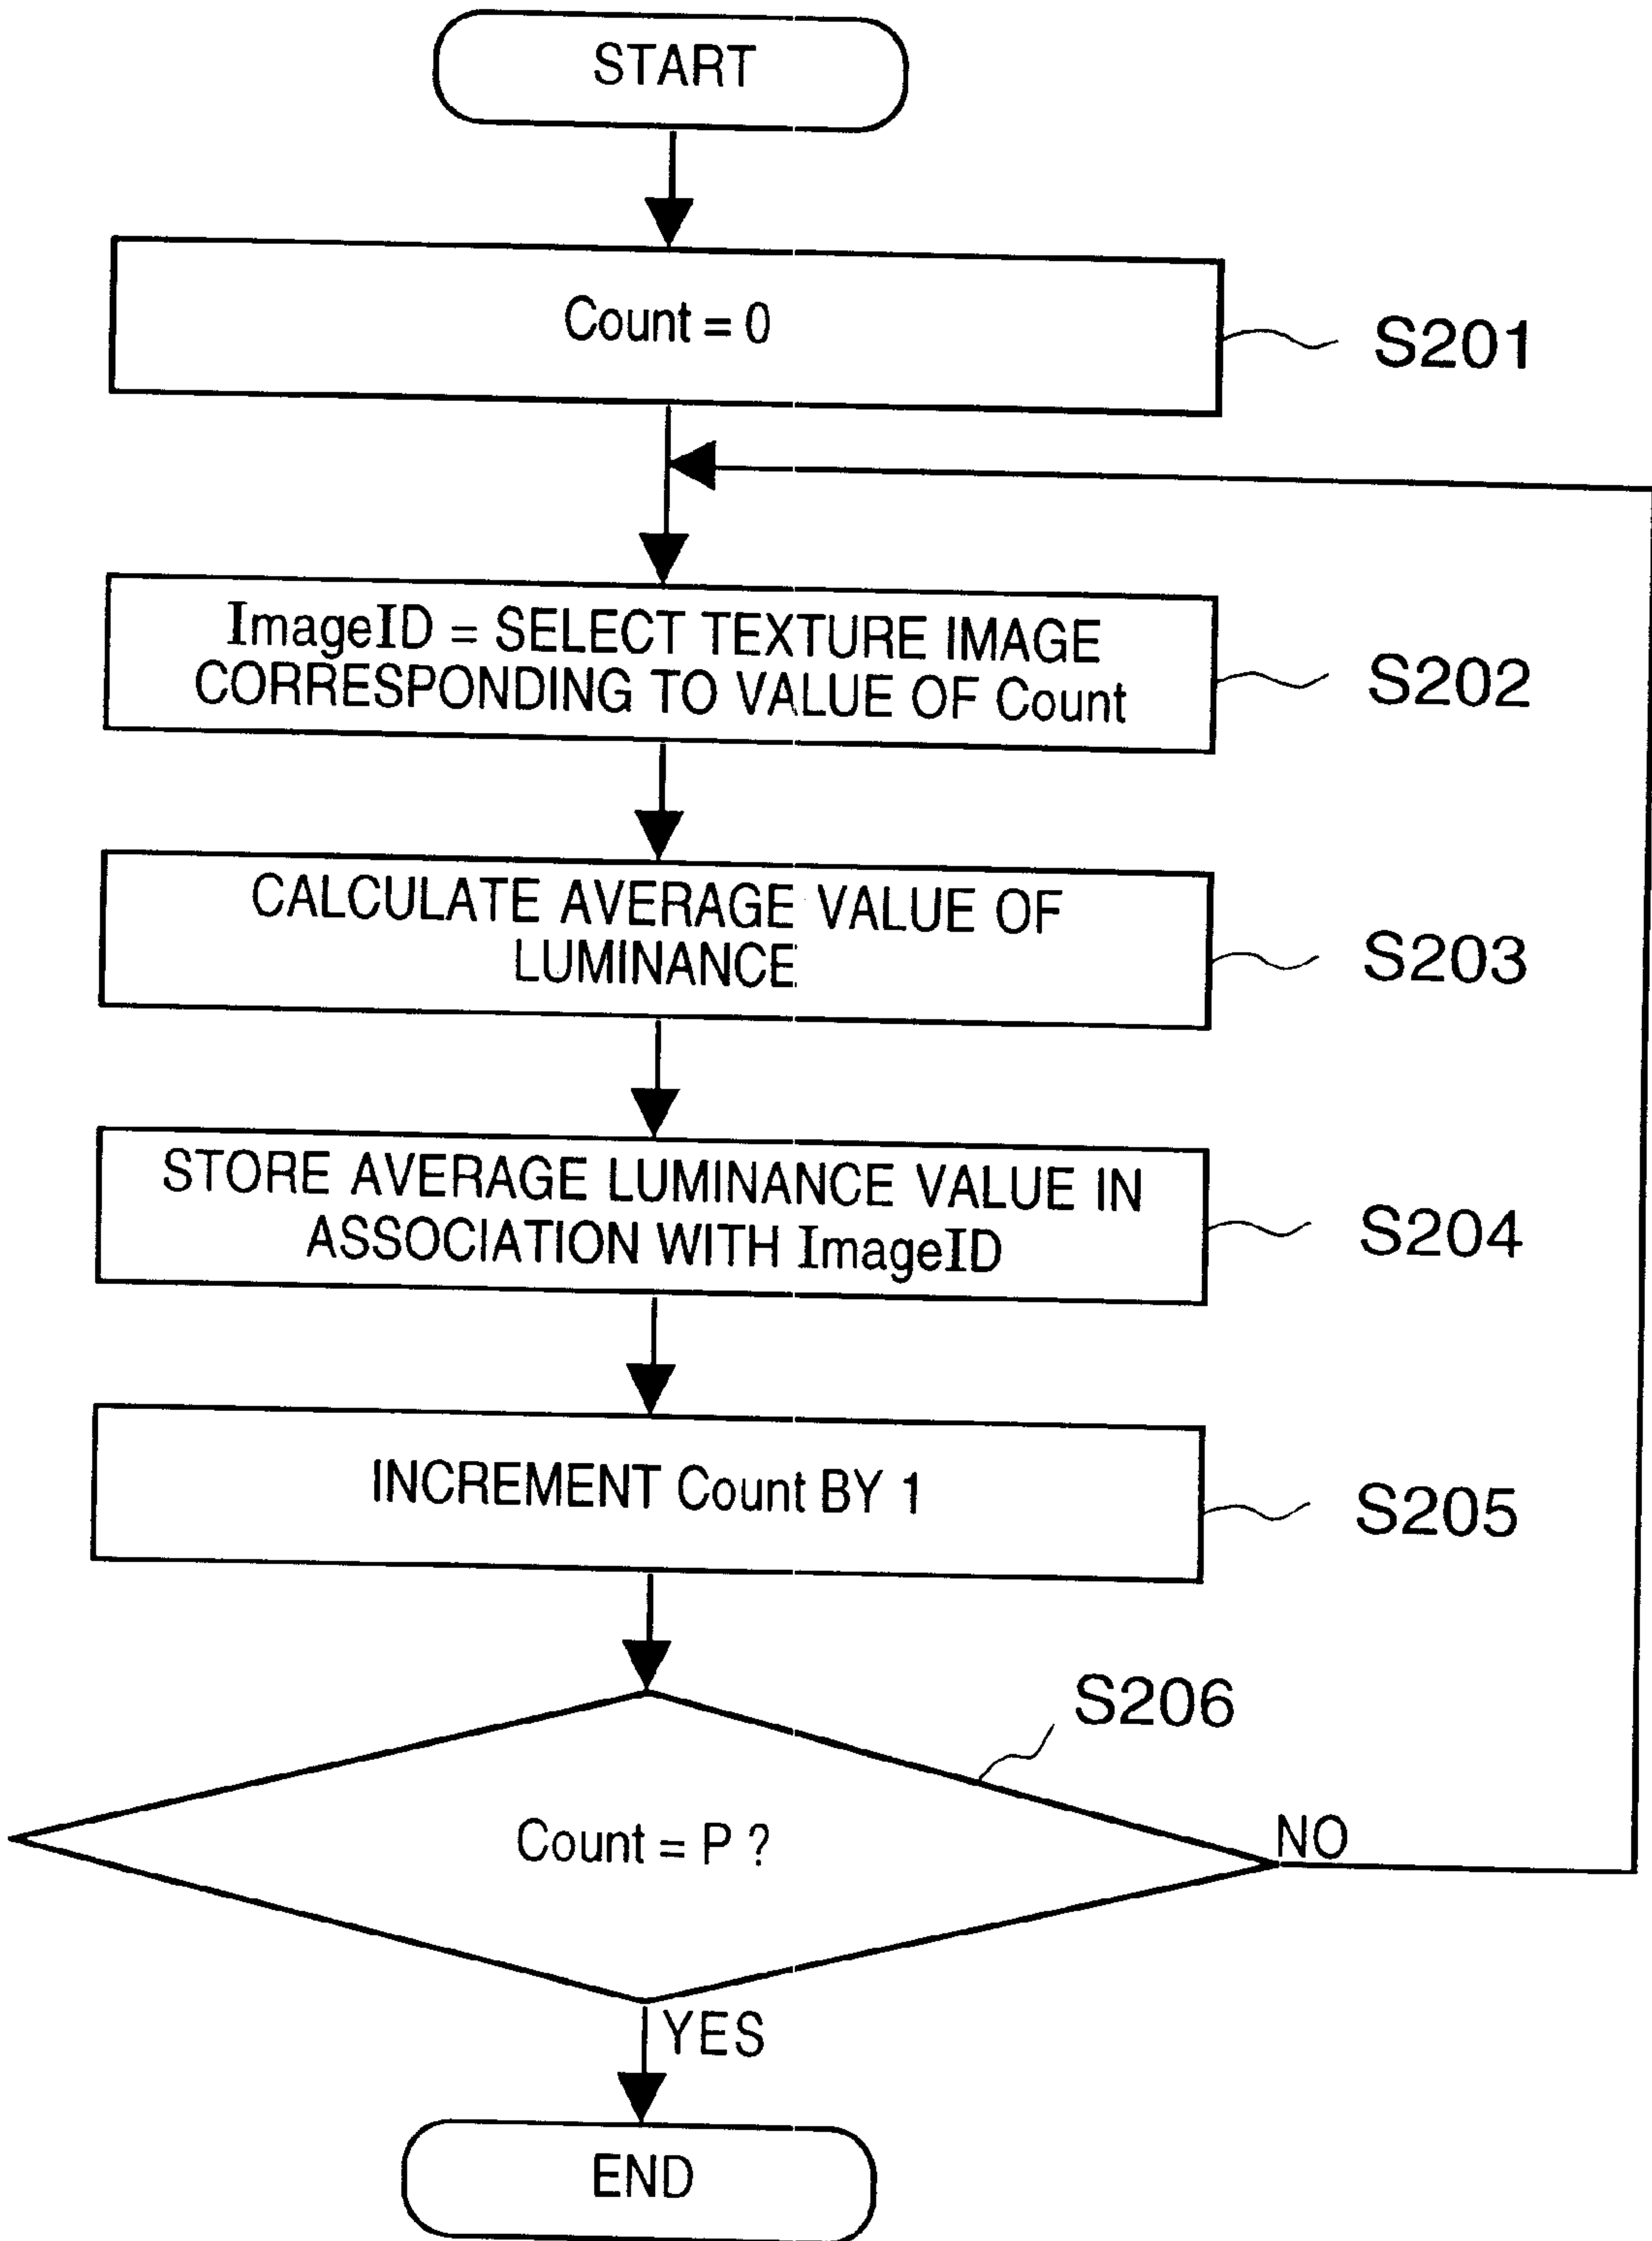 START
Count = 0
S201
ImageID = SELECT TEXTURE IMAGE
CORRESPONDING TO VALUE OF Count
S202
CALCULATE AVERAGE VALUE OF
LUMINANCE
S203
STORE AVERAGE LUMINANCE VALUE IN
ASSOCIATION WITH ImageID
S204
INCREMENT Count BY 1
S205
S206
Count = P ?
NO
YES
END